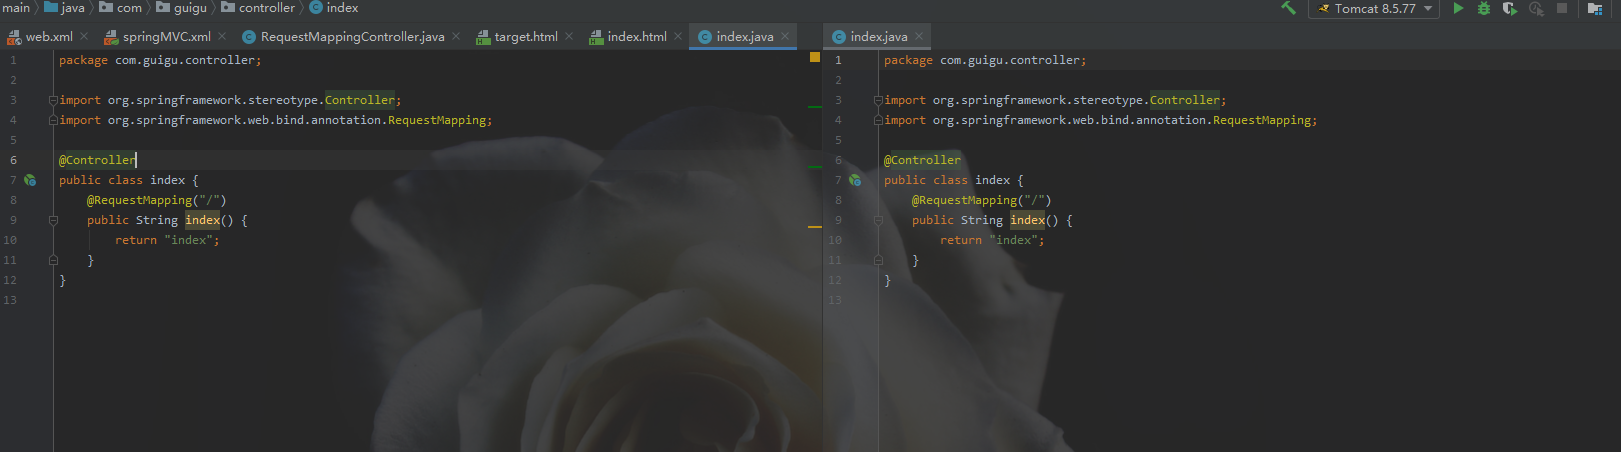 main java com guigu controller index
Tomcat 8.5.77
web.xml springMVC.xml RequestMappingController.java target.html index.html index.java
index.java
1 package com.guigu.controller;
2
3 import org.springframework.stereotype.Controller;
4 import org.springframework.web.bind.annotation.RequestMapping;
5
6 @Controller
7 public class index {
8 @RequestMapping("/")
9 public String index() {
10 return "index";
11 }
12 }
13
1 package com.guigu.controller;
2
3 import org.springframework.stereotype.Controller;
4 import org.springframework.web.bind.annotation.RequestMapping;
5
6 @Controller
7 public class index {
8 @RequestMapping("/")
9 public String index() {
10 return "index";
11 }
12 }
13